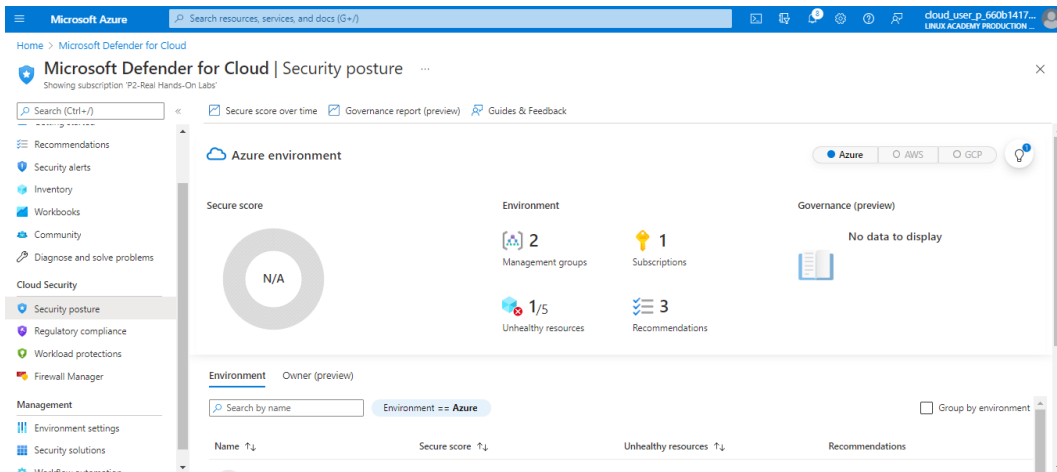 Microsoft Azure
Search resources, services, and docs (G+/)
8
cloud_user_p_660b1417...
LINUX ACADEMY PRODUCTION ...
Home > Microsoft Defender for Cloud
Microsoft Defender for Cloud | Security posture ...
Showing subscription 'P2-Real Hands-On Labs'
Search (Ctrl+/)
«
Secure score over time
Governance report (preview)
Guides & Feedback
Recommendations
Security alerts
Inventory
Workbooks
Community
Diagnose and solve problems
Cloud Security
Security posture
Regulatory compliance
Workload protections
Firewall Manager
Management
Environment settings
Security solutions
Workflow automation
Azure environment
Azure
AWS
GCP
1
Secure score
N/A
Environment
2
Management groups
1
Subscriptions
1/5
Unhealthy resources
3
Recommendations
Governance (preview)
No data to display
Environment
Owner (preview)
Search by name
Environment == Azure
Group by environment
Name ↑↓
Secure score ↑↓
Unhealthy resources ↑↓
Recommendations